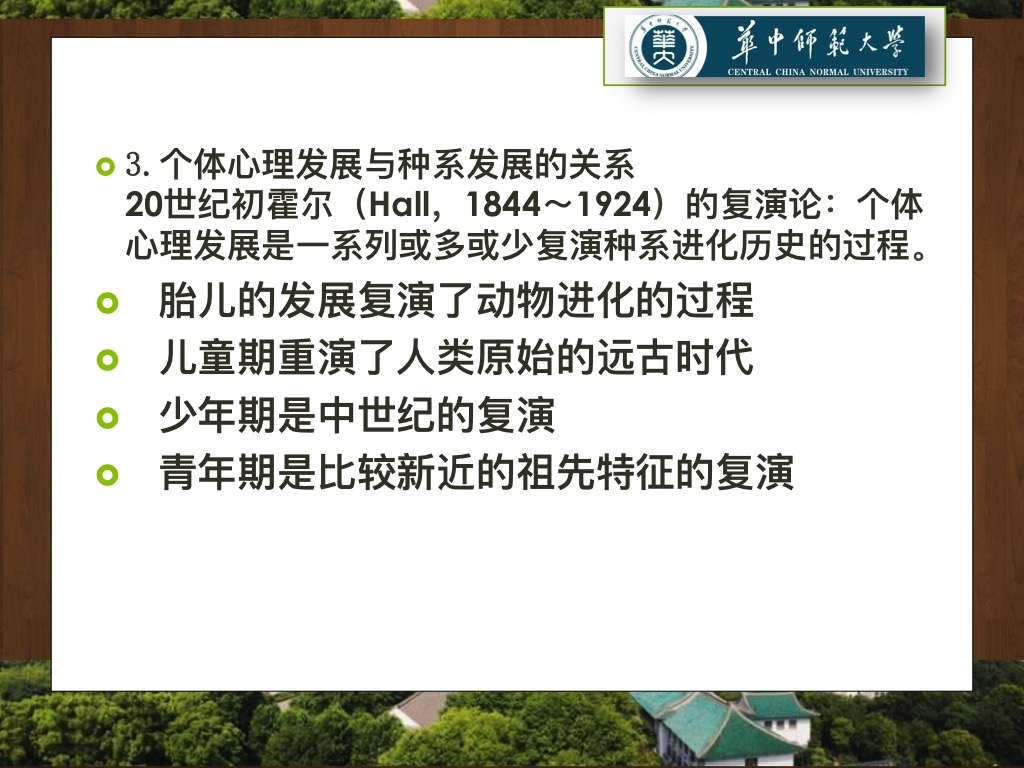 華中師範大學
CENTRAL CHINA NORMAL UNIVERSITY
3. 个体心理发展与种系发展的关系
20世纪初霍尔（Hall，1844～1924）的复演论：个体
心理发展是一系列或多或少复演种系进化历史的过程。
胎儿的发展复演了动物进化的过程
儿童期重演了人类原始的远古时代
少年期是中世纪的复演
青年期是比较新近的祖先特征的复演